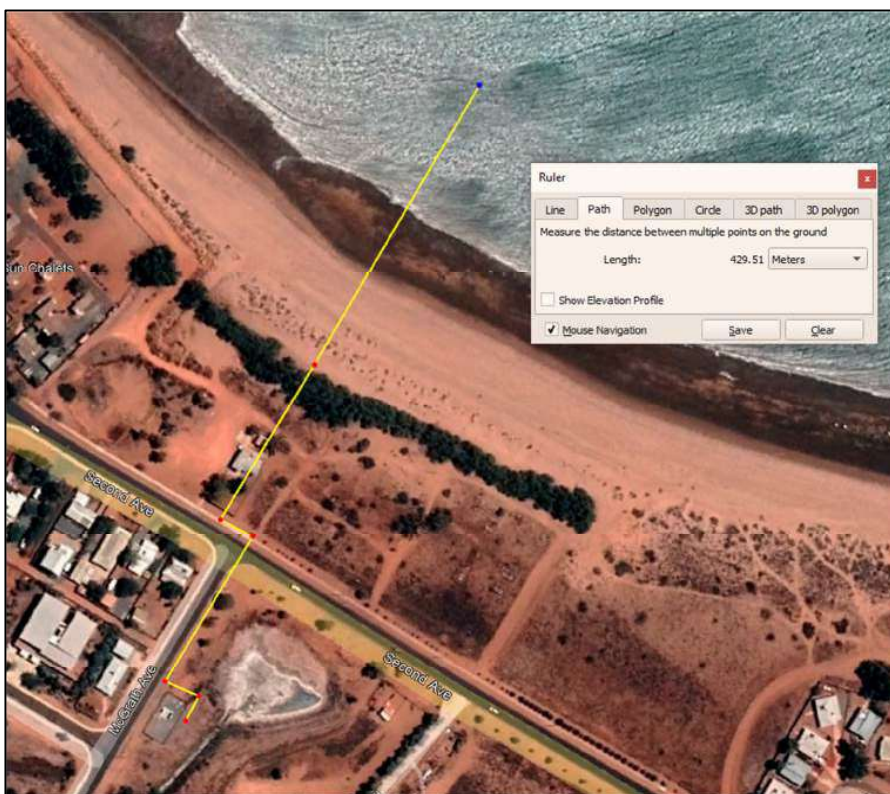 Ruler
x
Line Path Polygon Circle 3D path 3D polygon
Measure the distance between multiple points on the ground
Length: 429.51 Meters
Show Elevation Profile
Mouse Navigation Save Clear
Sun Chalets
Second Ave
McGrath Ave
Second Ave